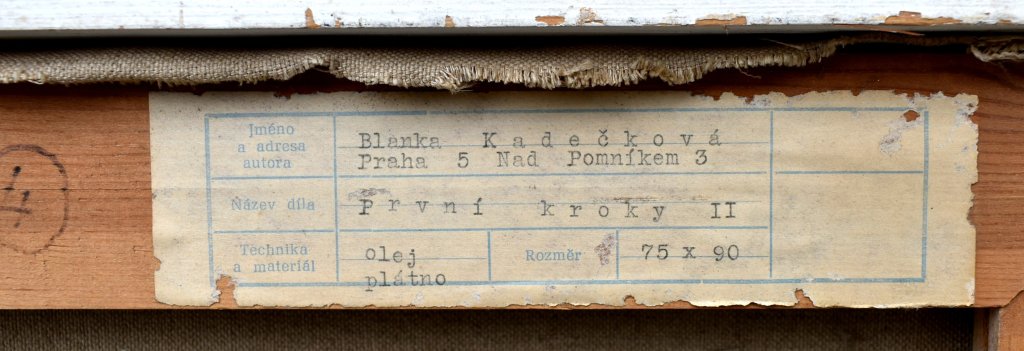 Jméno
a adresa
autora
Blanka Kadečková
Praha 5 Nad Pomníkem 3
Název díla
První kroky II
Technika
a materiál
olej
plátno
Rozměr
75 x 90